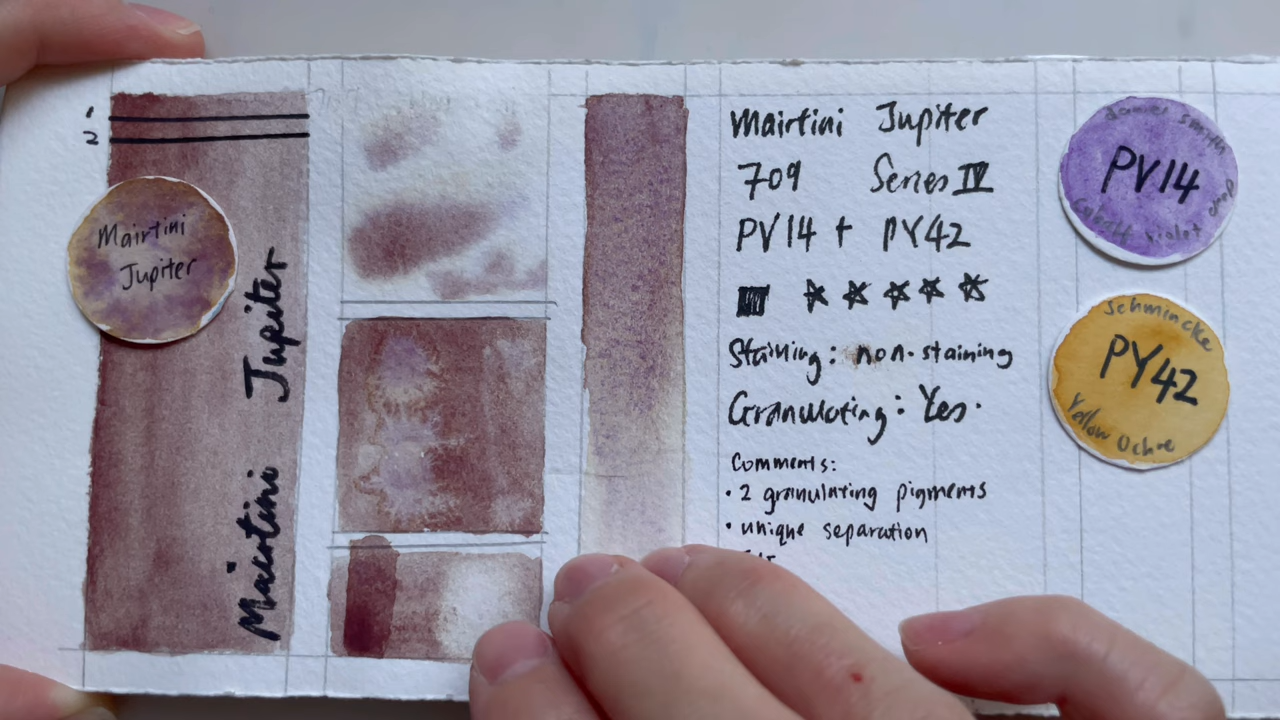 1
2
Mairtini
Jupiter
Mairtini Jupiter
Mairtini Jupiter
709 Series IV
PV14 + PY42
Staining: non-staining
Granulating: Yes.
Comments:
• 2 granulating pigments
• unique separation
daniel smith
PV14
Cobalt violet deep
Schmincke
PY42
Yellow Ochre